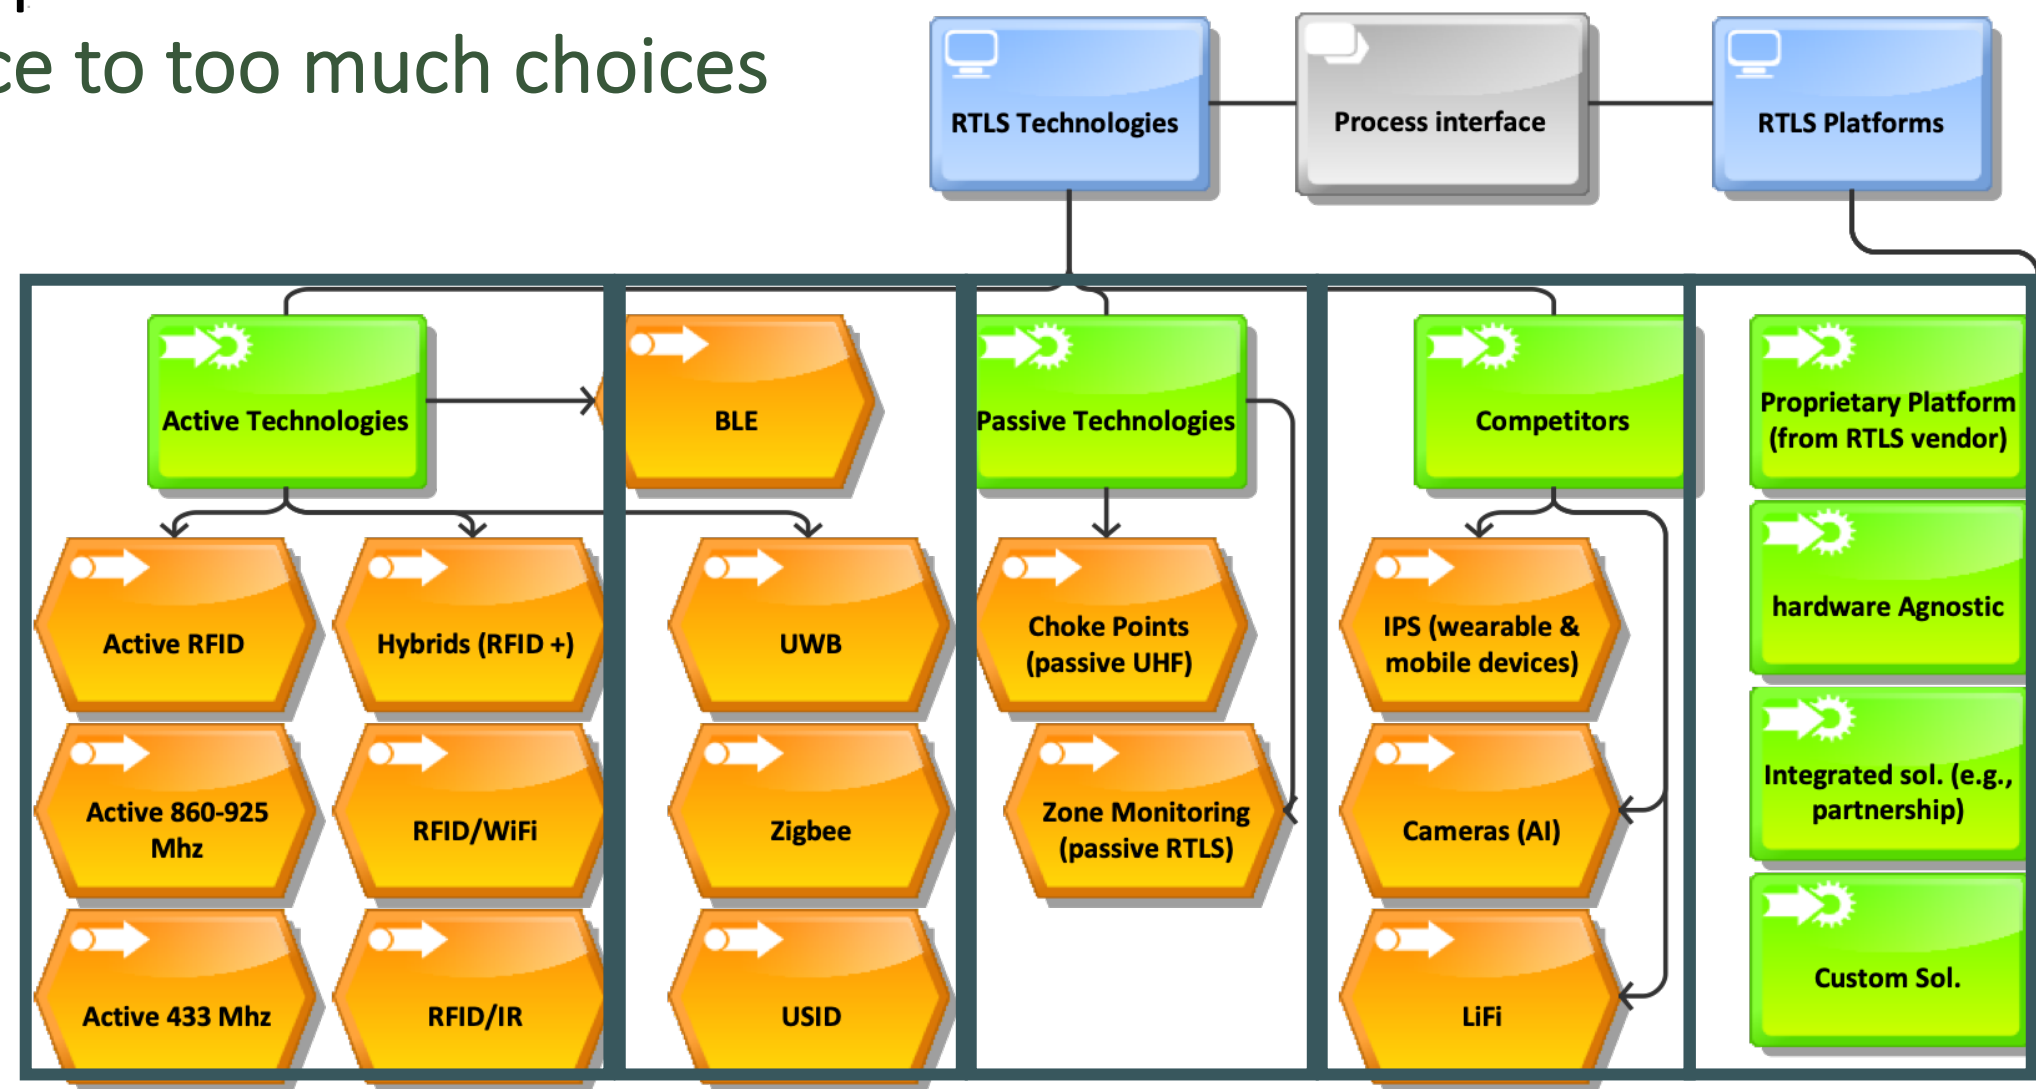 ce to too much choices
RTLS Technologies
Process interface
RTLS Platforms
Active Technologies
BLE
Passive Technologies
Competitors
Proprietary Platform
(from RTLS vendor)
Active RFID
Hybrids (RFID +)
UWB
Choke Points
(passive UHF)
IPS (wearable &
mobile devices)
hardware Agnostic
Active 860-925
Mhz
RFID/WiFi
Zigbee
Zone Monitoring
(passive RTLS)
Cameras (AI)
Integrated sol. (e.g.,
partnership)
Active 433 Mhz
RFID/IR
USID
LiFi
Custom Sol.